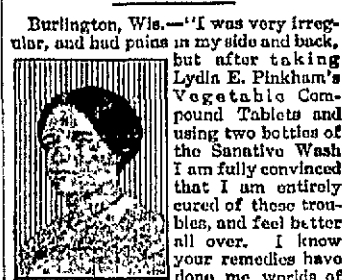 Burlington, Wis.—"I was very irreg-
ular, and had pains in my side and back,
but after taking
Lydia E. Pinkham's
Vegetable Com-
pound Tablets and
using two bottles of
the Sanative Wash
I am fully convinced
that I am entirely
cured of these trou-
bles, and feel better
all over. I know
your remedies have
done me worlds of